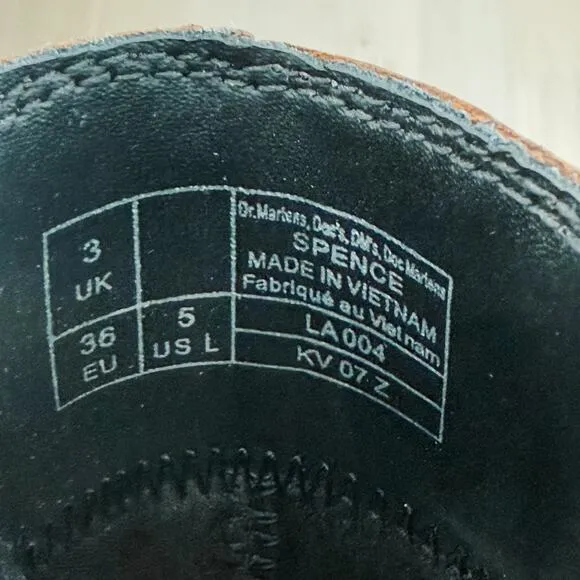 3
UK
36
EU
5
US L
Dr.Martens, Doc's, DM's, Doc Martens
SPENCE
MADE IN VIETNAM
Fabriqué au Vietnam
LA 004
KV 07 Z